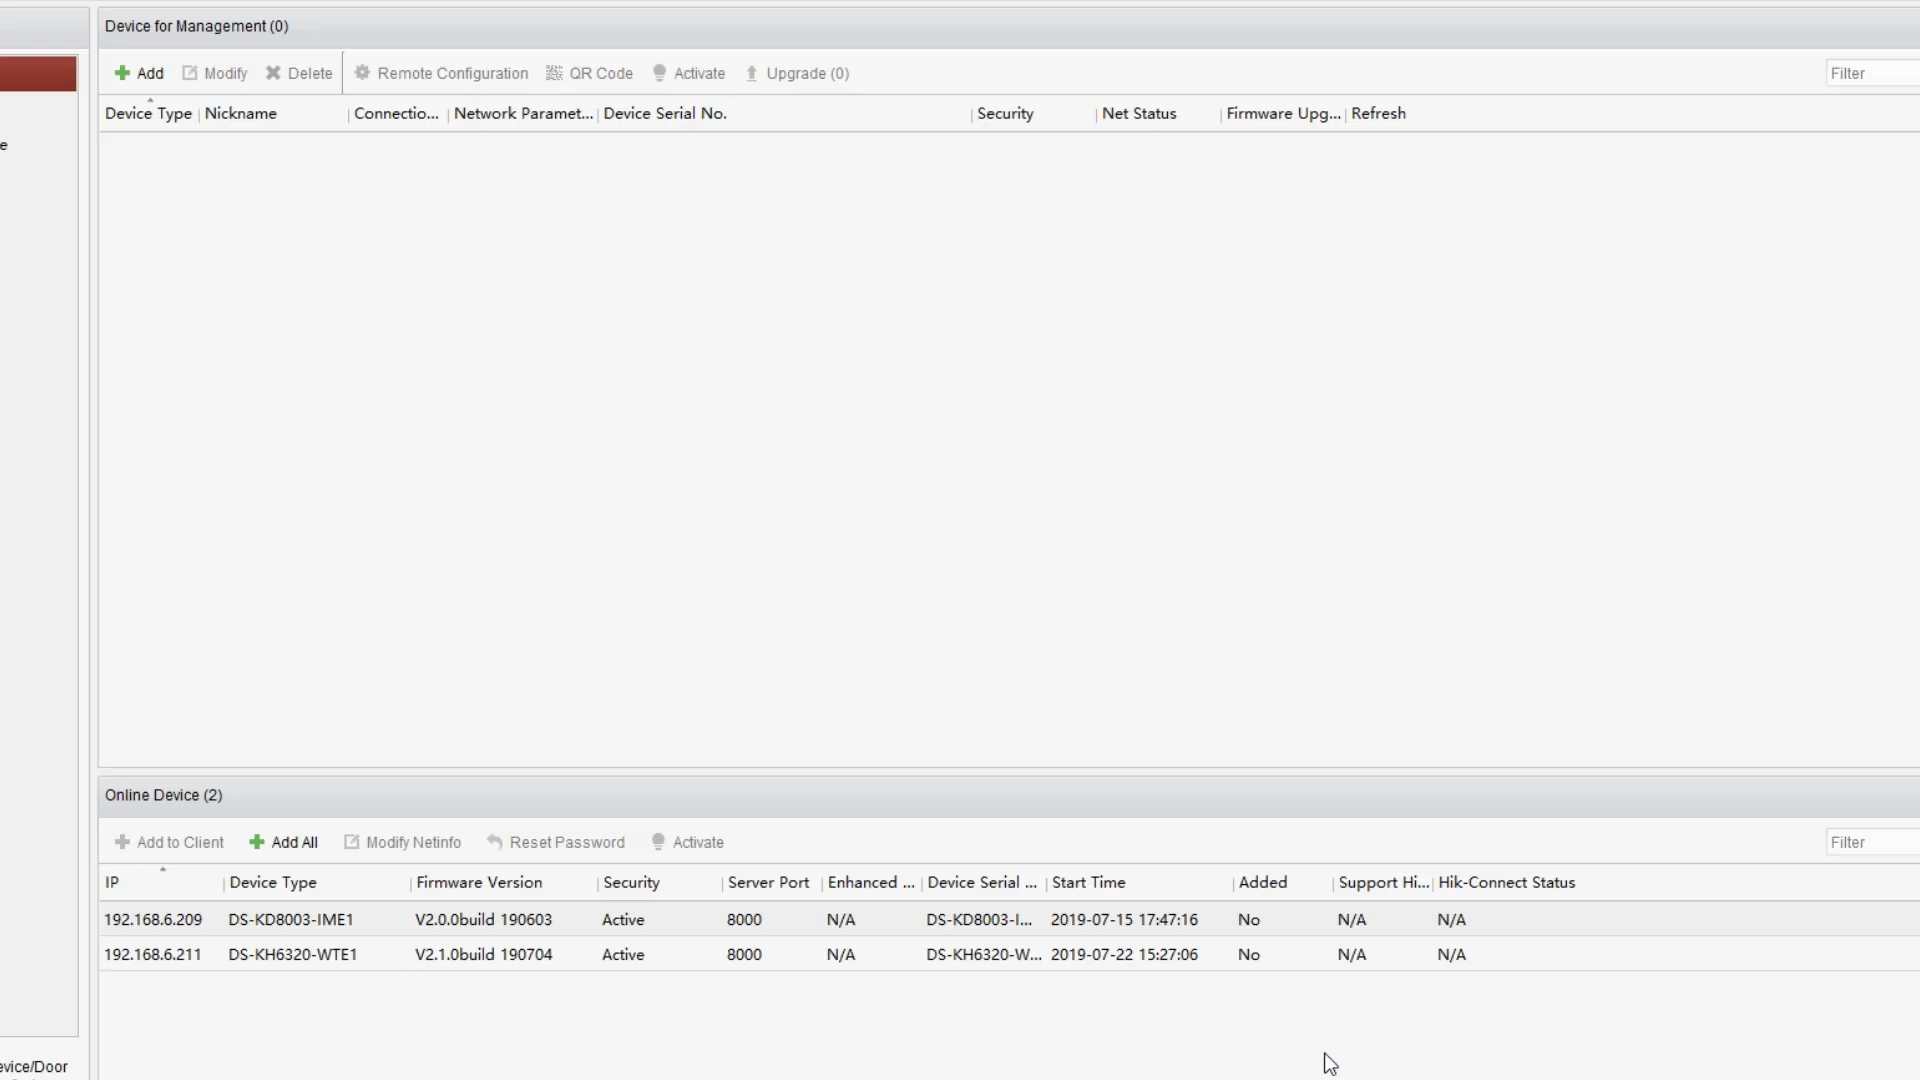 Device for Management (0)
Add Modify Delete Remote Configuration QR Code Activate Upgrade (0) Filter
Device Type Nickname Connectio... Network Paramet... Device Serial No. Security Net Status Firmware Upg... Refresh
e
Online Device (2)
Add to Client Add All Modify Netinfo Reset Password Activate Filter
IP Device Type Firmware Version Security Server Port Enhanced ... Device Serial ... Start Time Added Support Hi... Hik-Connect Status
192.168.6.209 DS-KD8003-IME1 V2.0.0build 190603 Active 8000 N/A DS-KD8003-I... 2019-07-15 17:47:16 No N/A N/A
192.168.6.211 DS-KH6320-WTE1 V2.1.0build 190704 Active 8000 N/A DS-KH6320-W... 2019-07-22 15:27:06 No N/A N/A
evice/Door